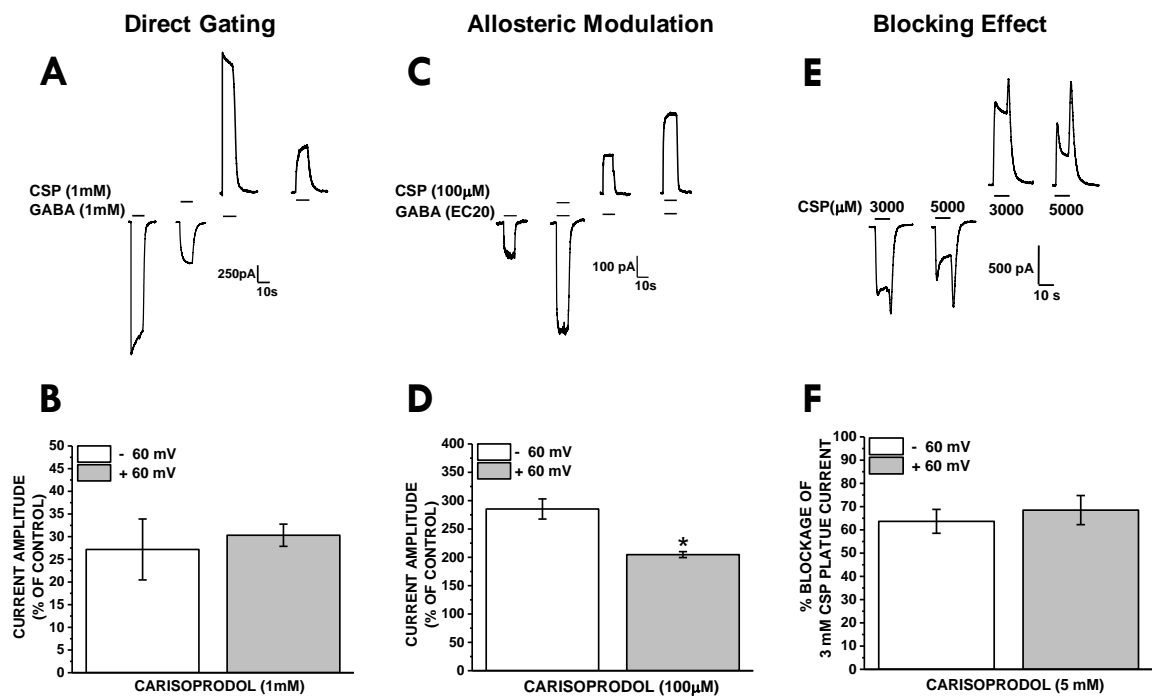 Direct Gating
Allosteric Modulation
Blocking Effect
A
CSP (1mM)
GABA (1mM)
250pA
10s
C
CSP (100μM)
GABA (EC20)
100 pA
10s
E
CSP(μM)
3000
5000
3000
5000
500 pA
10 s
B
50
45
40
35
30
25
20
15
10
5
0
- 60 mV
+ 60 mV
CURRENT AMPLITUDE
(% OF CONTROL)
CARISOPRODOL (1mM)
D
400
350
300
250
200
150
100
50
0
- 60 mV
+ 60 mV
*
CURRENT AMPLITUDE
(% OF CONTROL)
CARISOPRODOL (100μM)
F
100
90
80
70
60
50
40
30
20
10
0
- 60 mV
+ 60 mV
% BLOCKAGE OF
3 mM CSP PLATUE CURRENT
CARISOPRODOL (5 mM)